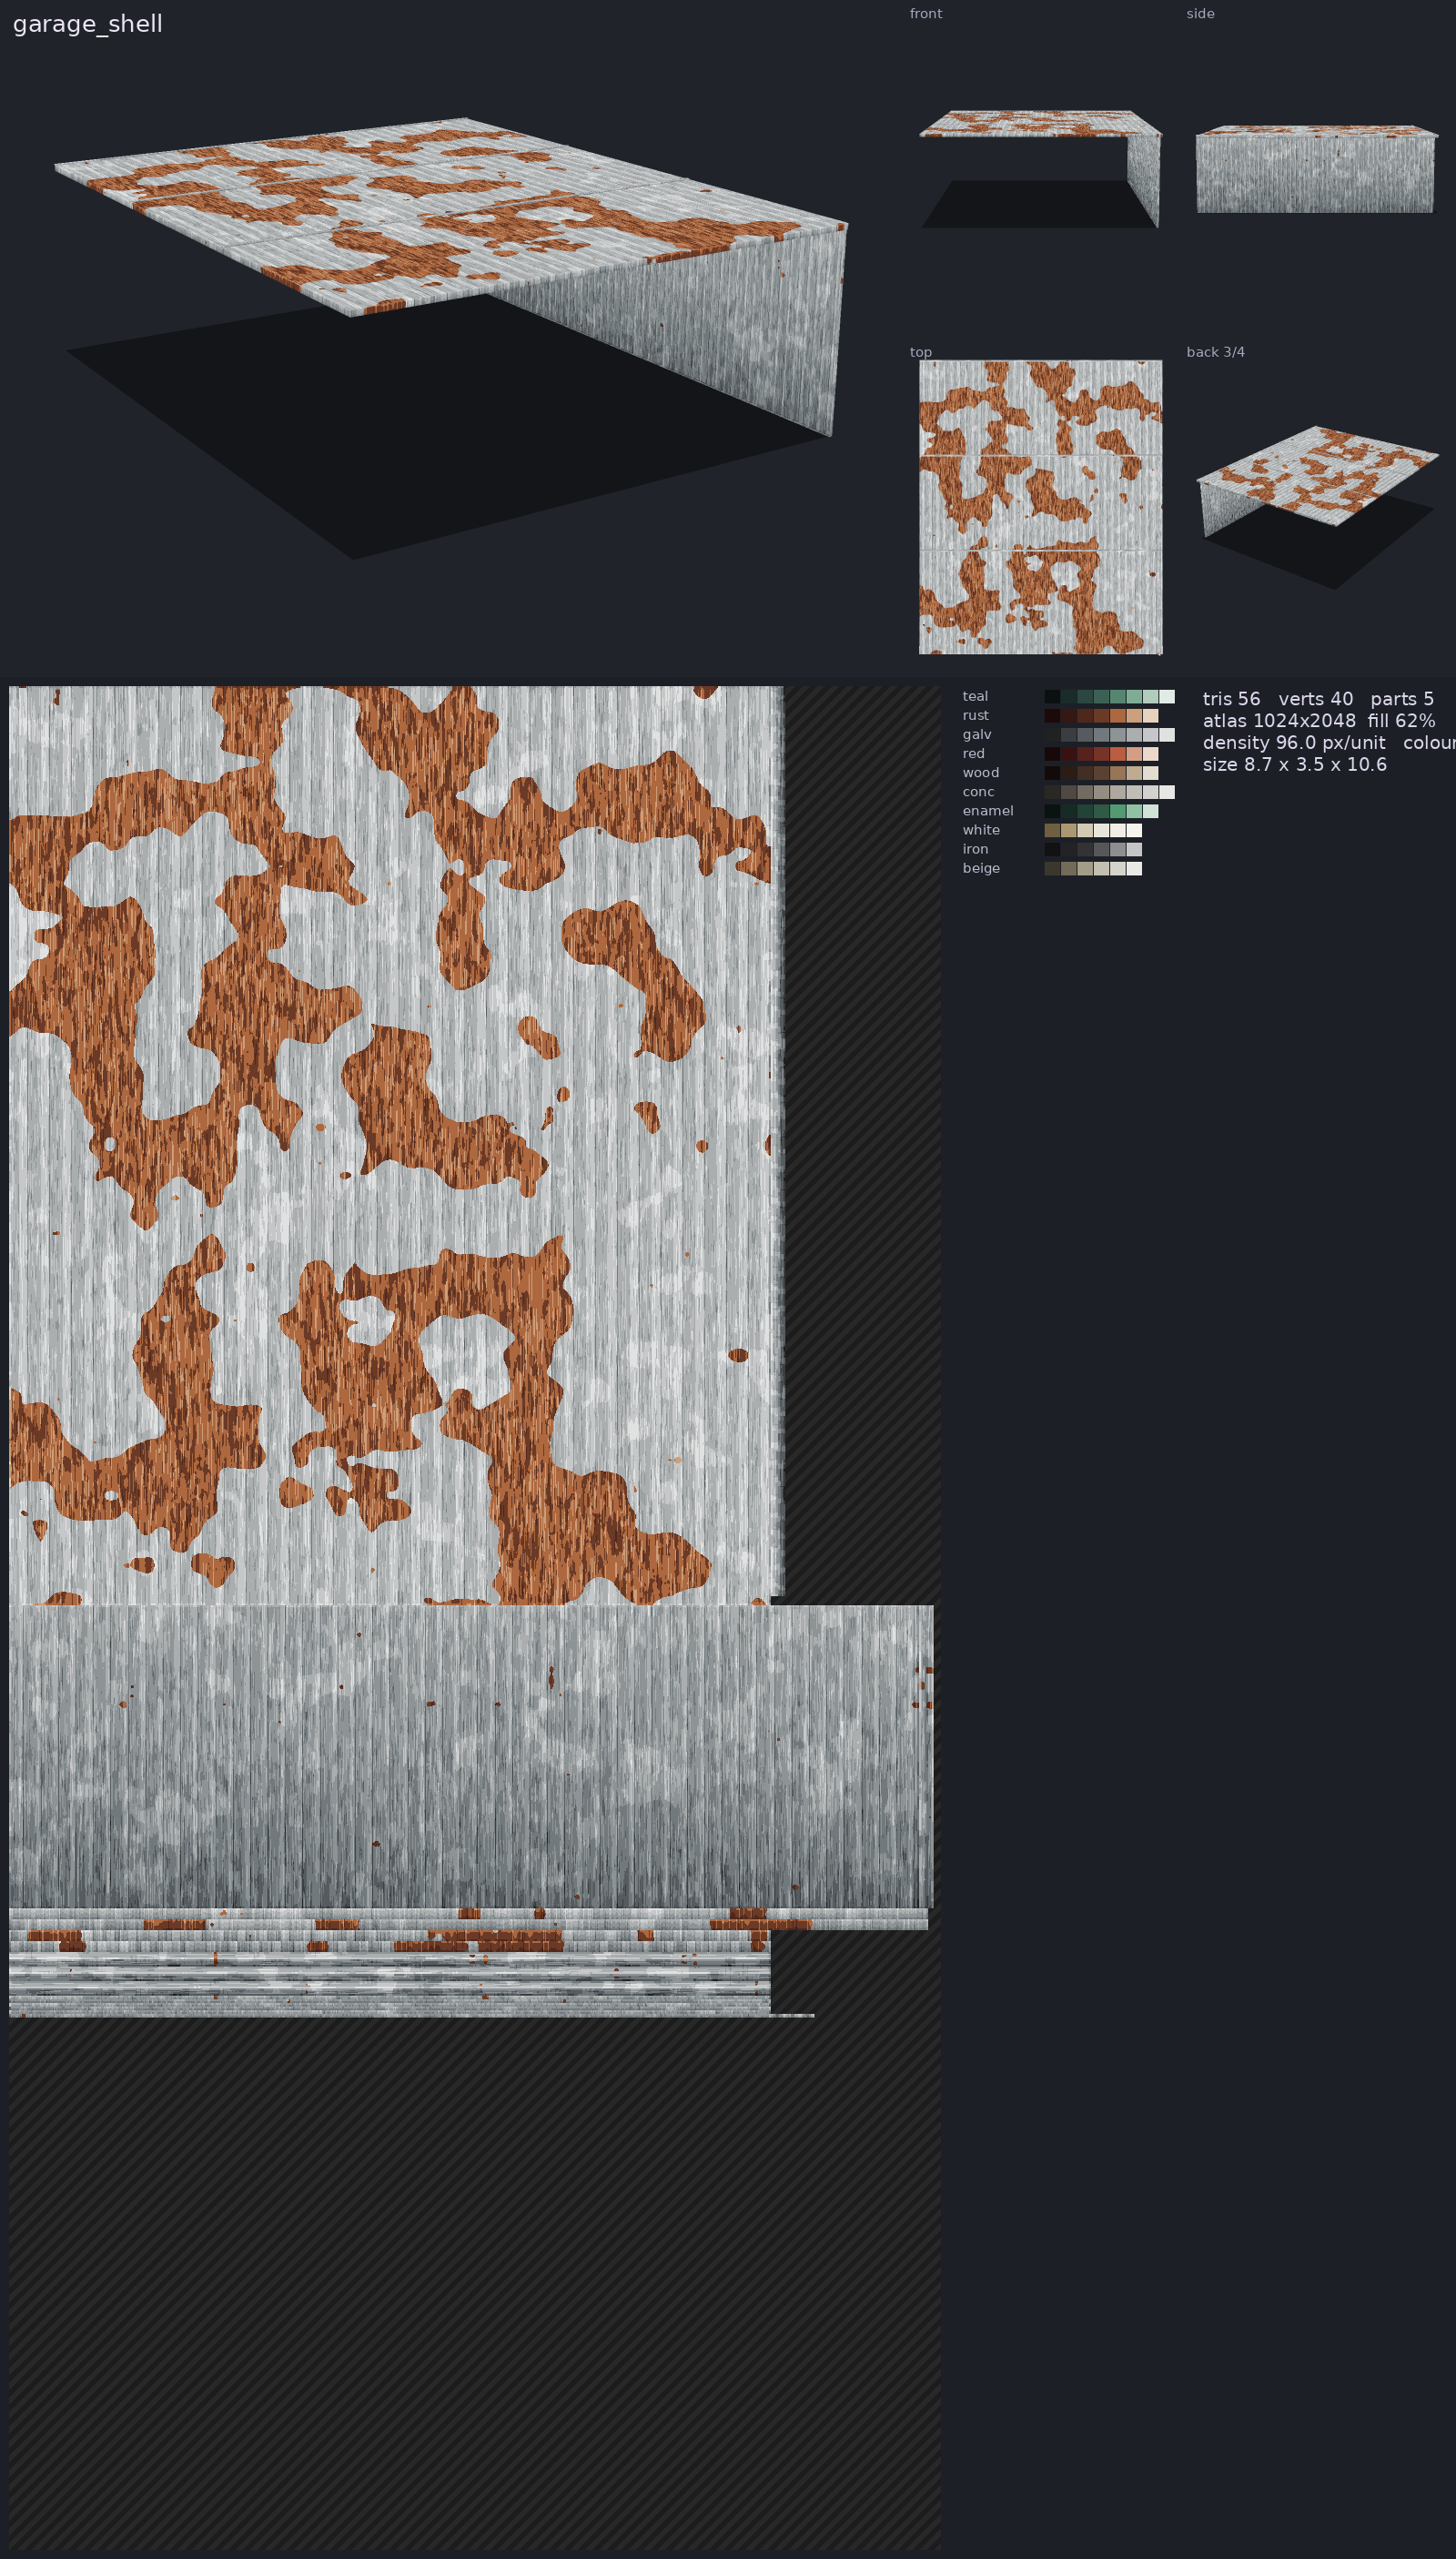 garage_shell
front
side
top
back 3/4
teal
rust
galv
red
wood
conc
enamel
white
iron
beige
tris 56 verts 40 parts 5
atlas 1024x2048 fill 62%
density 96.0 px/unit colour
size 8.7 x 3.5 x 10.6